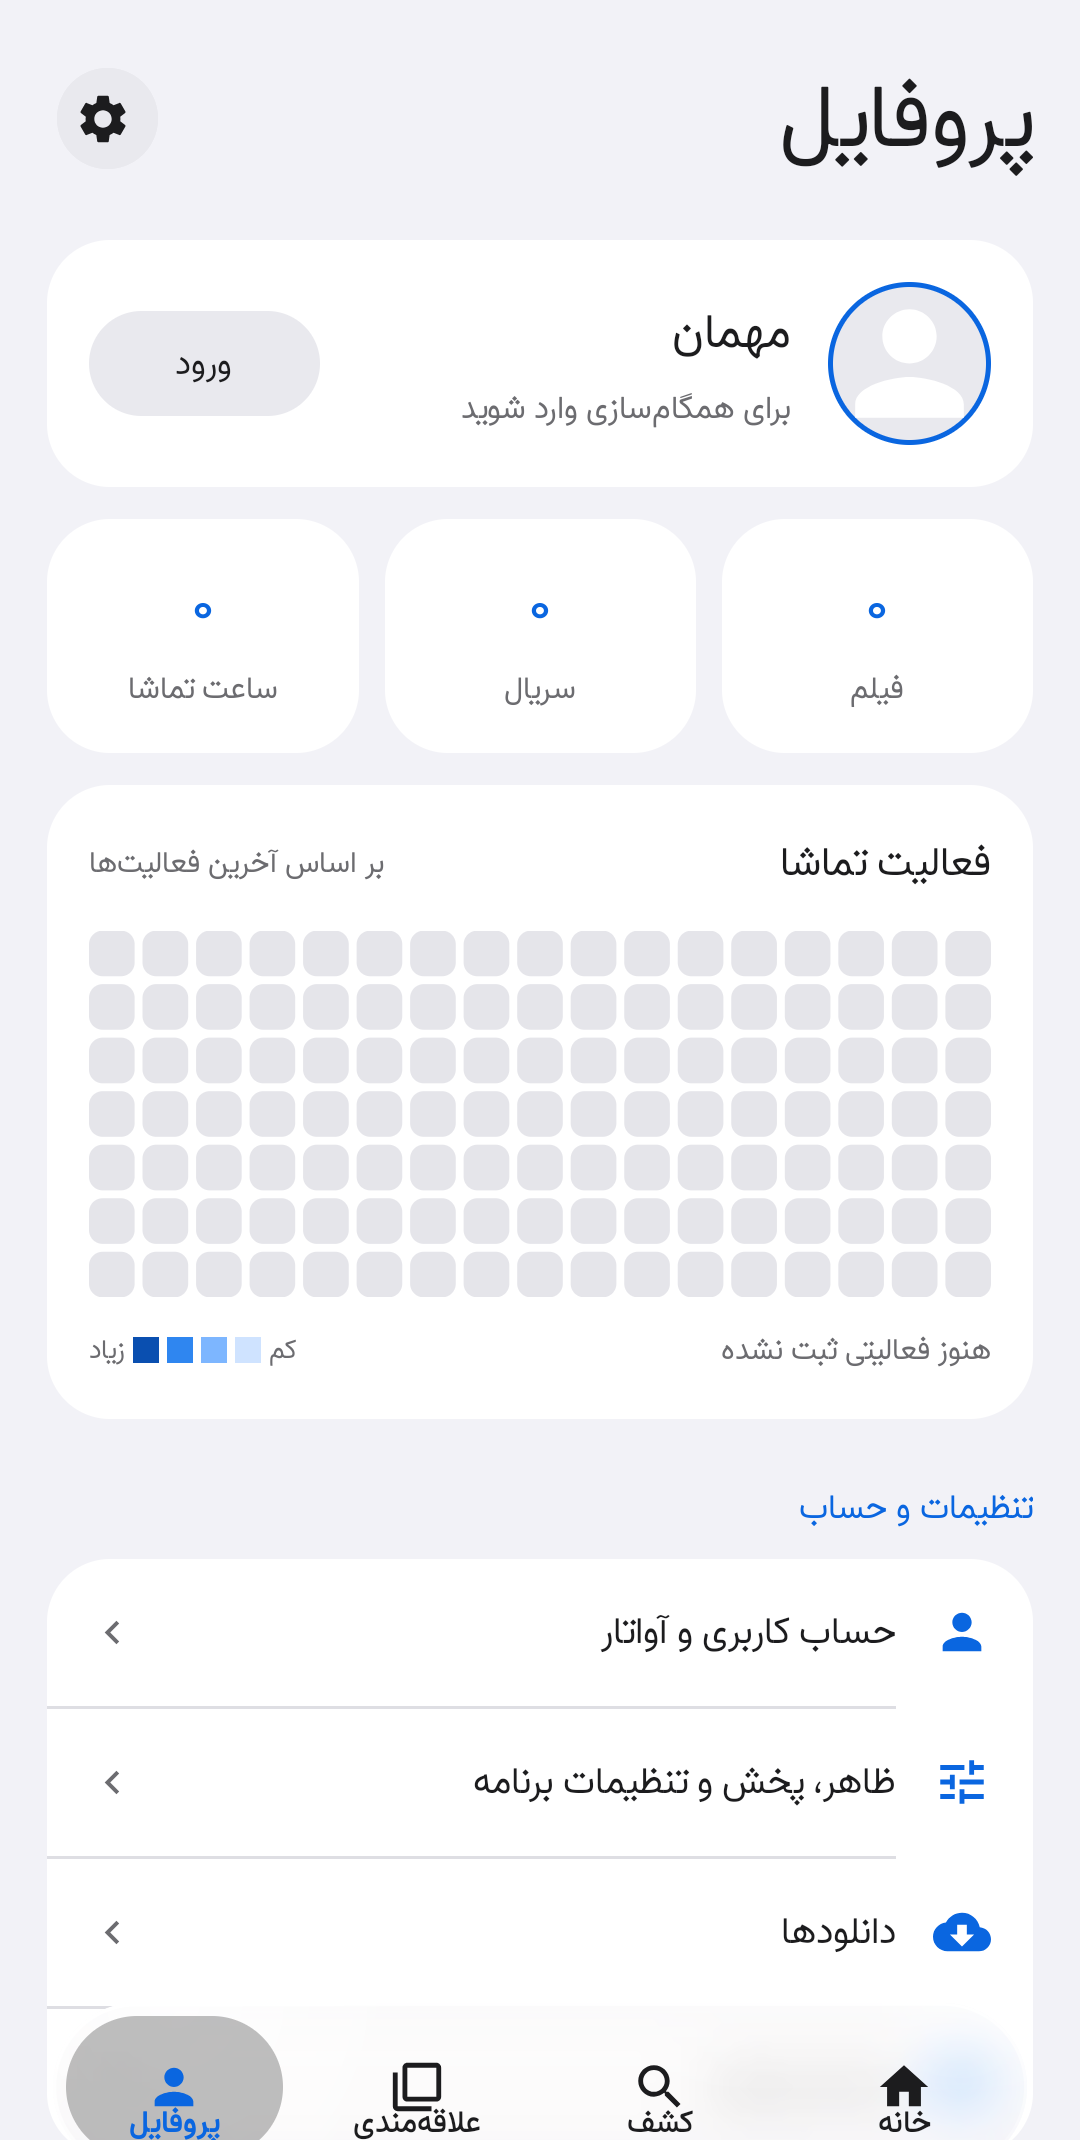 پروفایل
مهمان
برای همگام‌سازی وارد شوید
ورود
۰
فیلم
۰
سریال
۰
ساعت تماشا
فعالیت تماشا
بر اساس آخرین فعالیت‌ها
هنوز فعالیتی ثبت نشده
کم
زیاد
تنظیمات و حساب
حساب کاربری و آواتار
ظاهر، پخش و تنظیمات برنامه
دانلودها
خانه
کشف
علاقه‌مندی
پروفایل